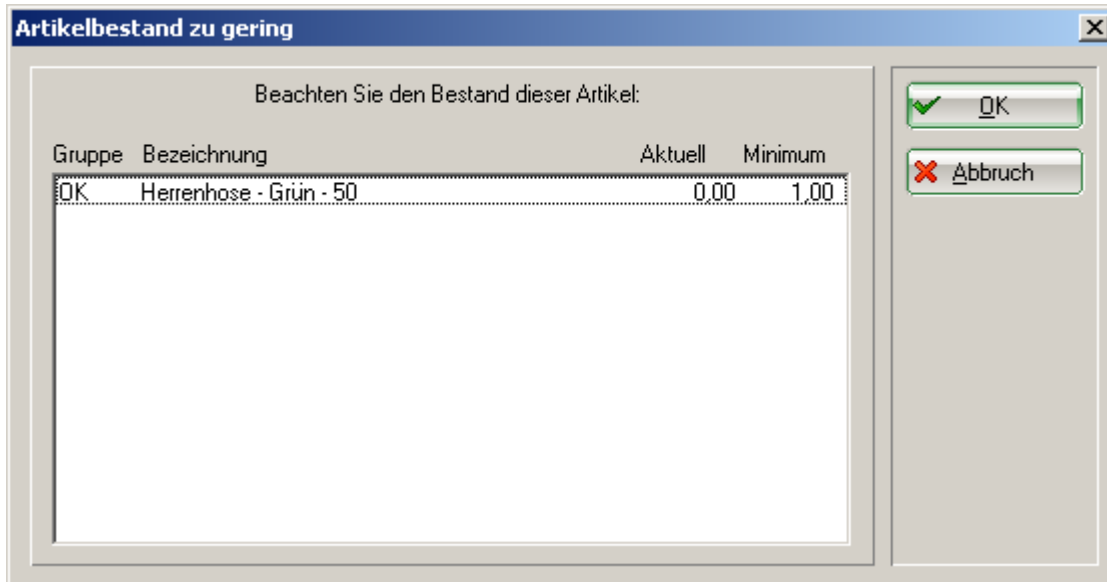 Artikelbestand zu gering
Beachten Sie den Bestand dieser Artikel:
Gruppe Bezeichnung Aktuell Minimum
OK Herrenhose - Grün - 50 0,00 1,00
OK
Abbruch